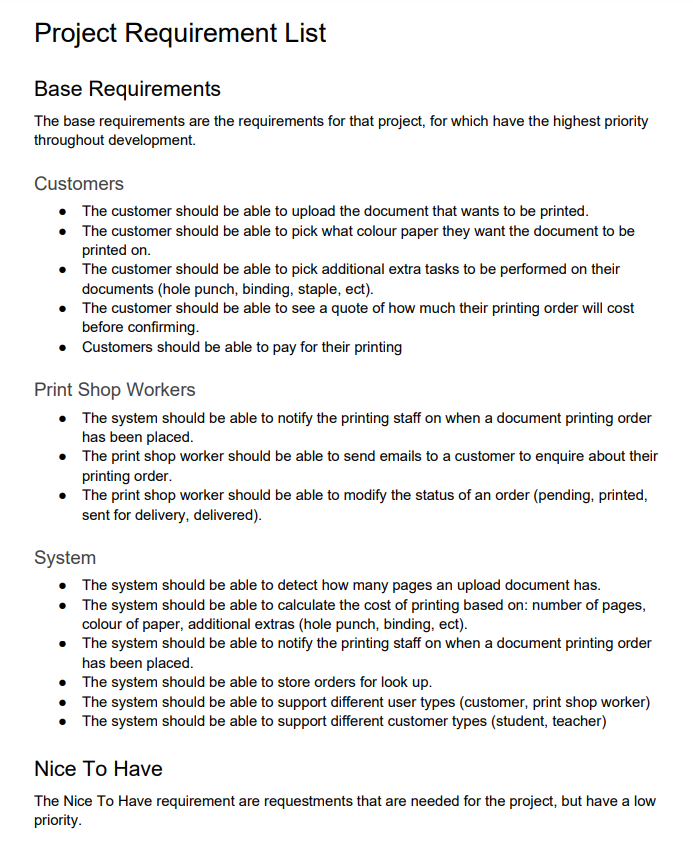 Project Requirement List
Base Requirements
The base requirements are the requirements for that project, for which have the highest priority
throughout development.
Customers
● The customer should be able to upload the document that wants to be printed.
● The customer should be able to pick what colour paper they want the document to be
printed on.
● The customer should be able to pick additional extra tasks to be performed on their
documents (hole punch, binding, staple, ect).
● The customer should be able to see a quote of how much their printing order will cost
before confirming.
● Customers should be able to pay for their printing
Print Shop Workers
● The system should be able to notify the printing staff on when a document printing order
has been placed.
● The print shop worker should be able to send emails to a customer to enquire about their
printing order.
● The print shop worker should be able to modify the status of an order (pending, printed,
sent for delivery, delivered).
System
● The system should be able to detect how many pages an upload document has.
● The system should be able to calculate the cost of printing based on: number of pages,
colour of paper, additional extras (hole punch, binding, ect).
● The system should be able to notify the printing staff on when a document printing order
has been placed.
● The system should be able to store orders for look up.
● The system should be able to support different user types (customer, print shop worker)
● The system should be able to support different customer types (student, teacher)
Nice To Have
The Nice To Have requirement are requestments that are needed for the project, but have a low
priority.